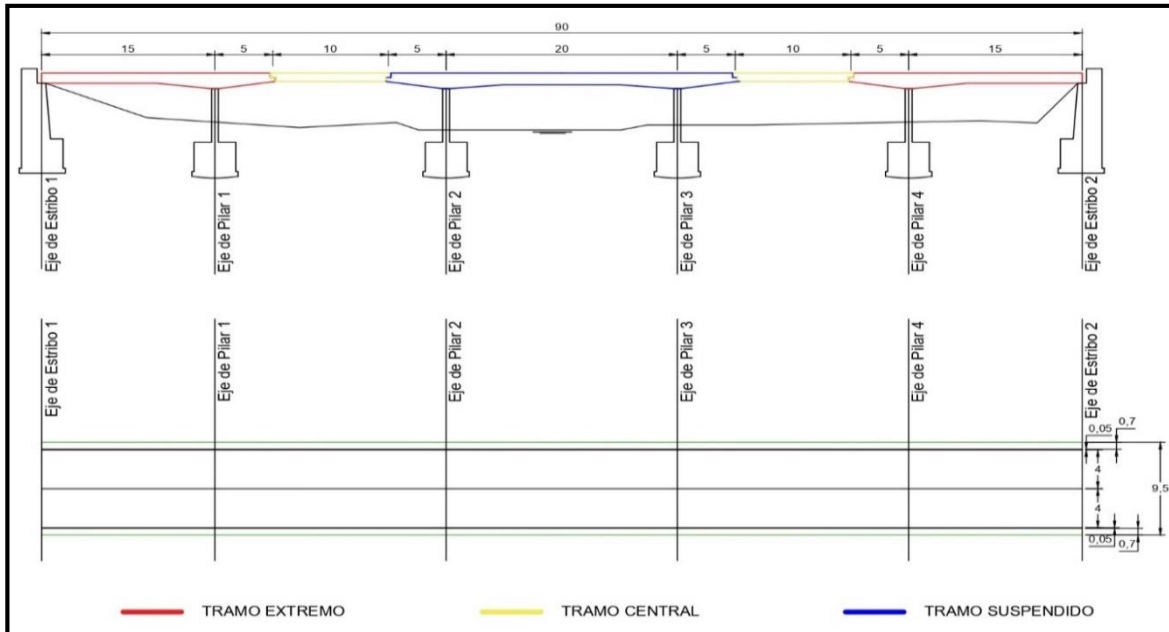 90
15 5 10 5 20 5 10 5 15
Eje de Estribo 1
Eje de Pilar 1
Eje de Pilar 2
Eje de Pilar 3
Eje de Pilar 4
Eje de Estribo 2
Eje de Estribo 1
Eje de Pilar 1
Eje de Pilar 2
Eje de Pilar 3
Eje de Pilar 4
Eje de Estribo 2
0,05 0,7
4
9,5
4
0,05 0,7
TRAMO EXTREMO TRAMO CENTRAL TRAMO SUSPENDIDO